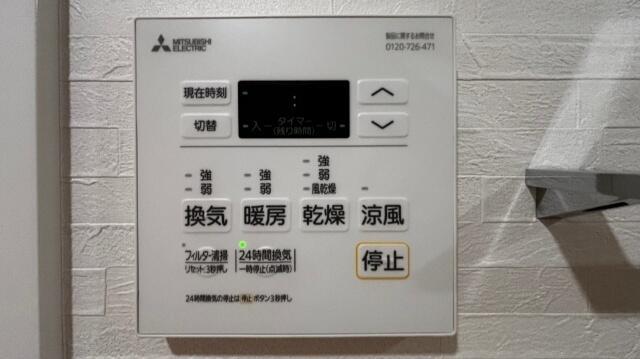 MITSUBISHI
ELECTRIC
製品に関するお問合せ
0120-726-471
現在時刻
:
切替
入 タイマー 切
(残り時間)
強 強 強
弱 弱 弱
風乾燥
換気 暖房 乾燥 涼風
フィルター清掃 24時間換気
リセット:3秒押し 一時停止(点滅時)
停止
24時間換気の停止は 停止 ボタン3秒押し